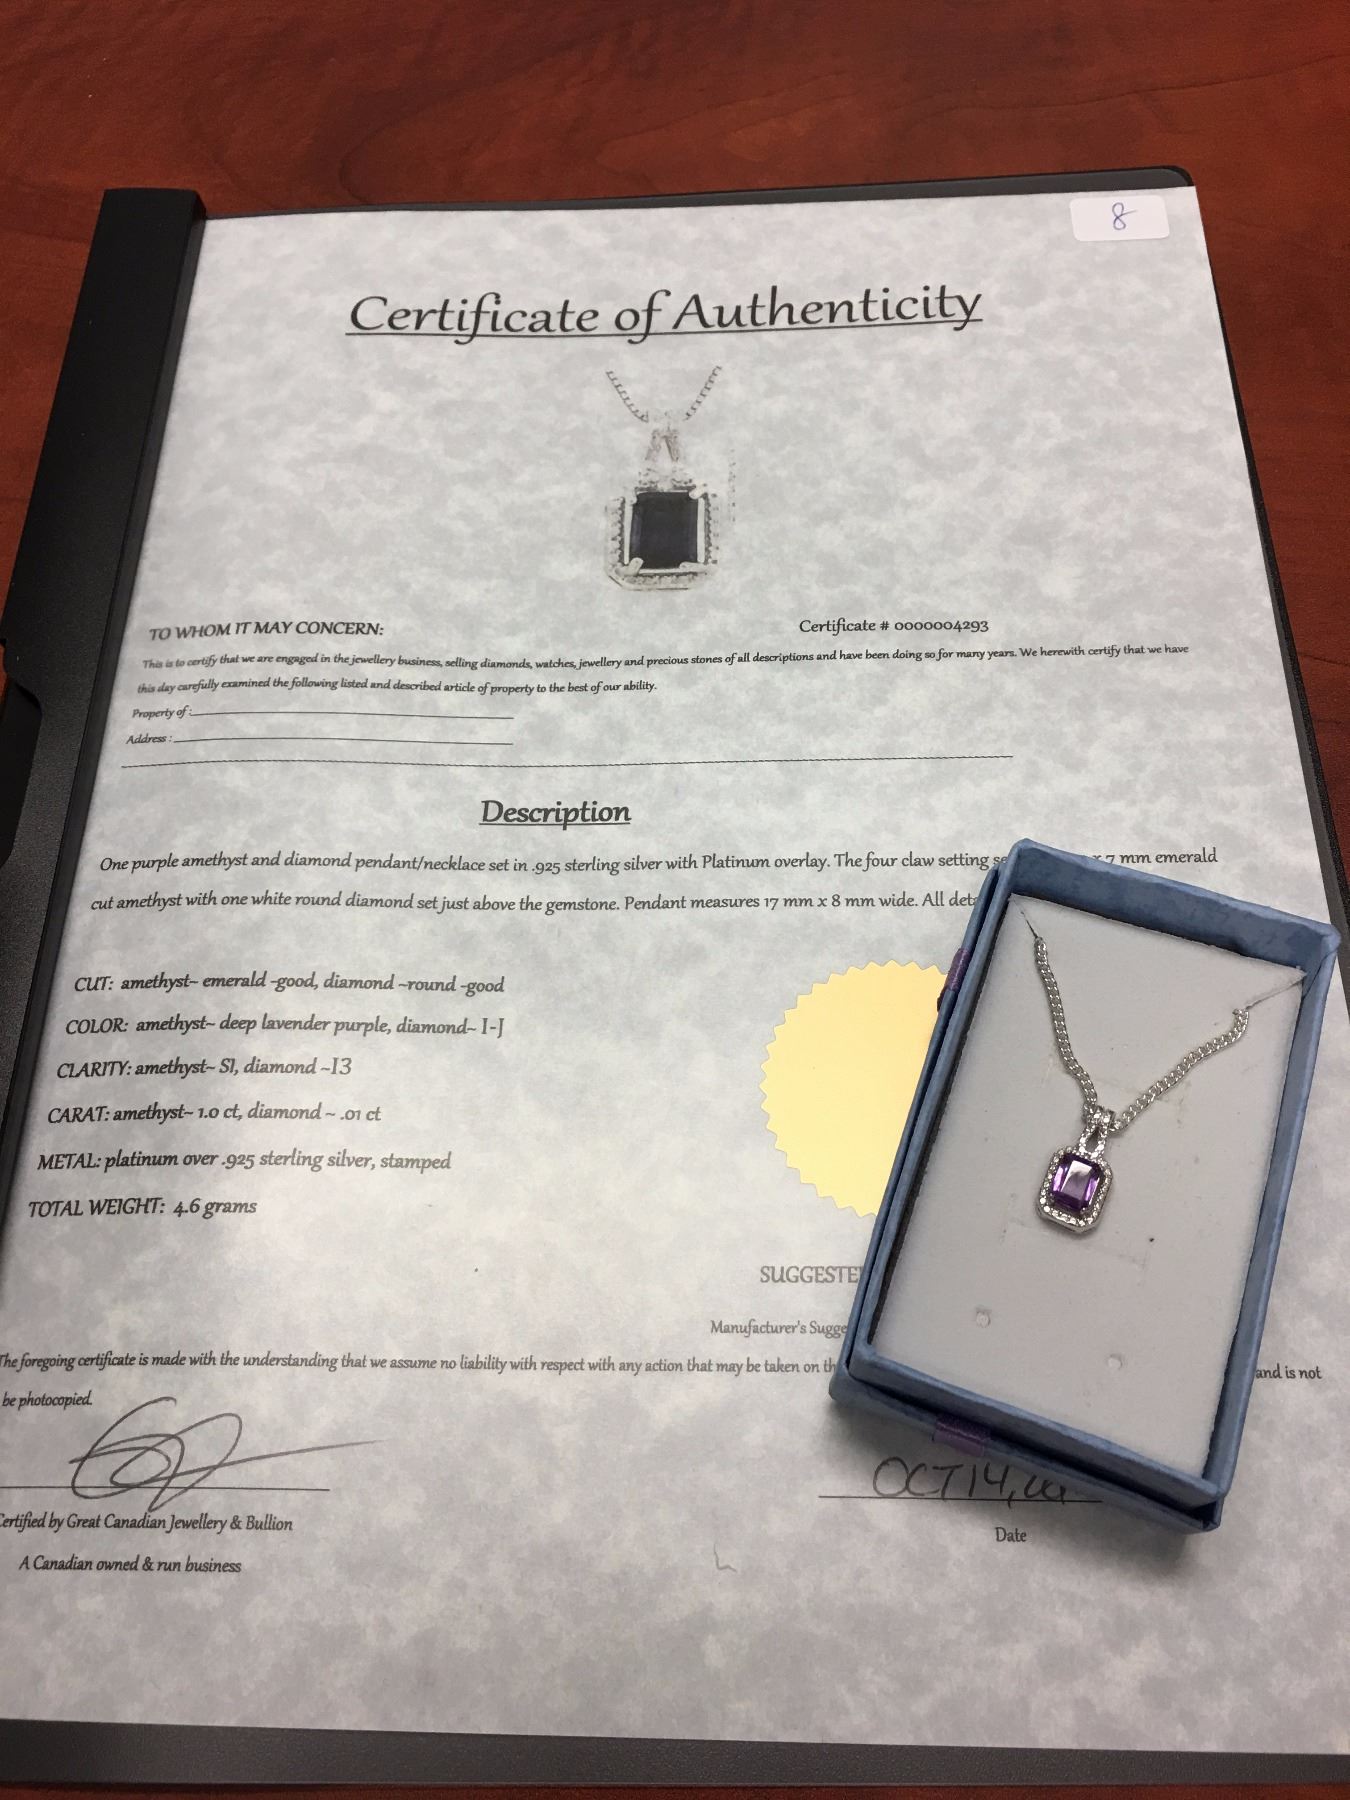 8
Certificate of Authenticity
TO WHOM IT MAY CONCERN:
Certificate # 0000004293
This is to certify that we are engaged in the jewellery business, selling diamonds, watches, jewellery and precious stones of all descriptions and have been doing so for many years. We herewith certify that we have
this day carefully examined the following listed and described article of property to the best of our ability.
Property of :
Address :
Description
One purple amethyst and diamond pendant/necklace set in .925 sterling silver with Platinum overlay. The four claw setting x 7 mm emerald
cut amethyst with one white round diamond set just above the gemstone. Pendant measures 17 mm x 8 mm wide. All
CUT: amethyst~ emerald -good, diamond ~round -good
COLOR: amethyst~ deep lavender purple, diamond~ I-J
CLARITY: amethyst~ SI, diamond ~I3
CARAT: amethyst~ 1.0 ct, diamond ~ .01 ct
METAL: platinum over .925 sterling silver, stamped
TOTAL WEIGHT: 4.6 grams
SUGGESTE
Manufacturer's Sugge
The foregoing certificate is made with the understanding that we assume no liability with respect with any action that may be taken on th and is not
be photocopied.
OCT 14,
Certified by Great Canadian Jewellery & Bullion
Date
A Canadian owned & run business